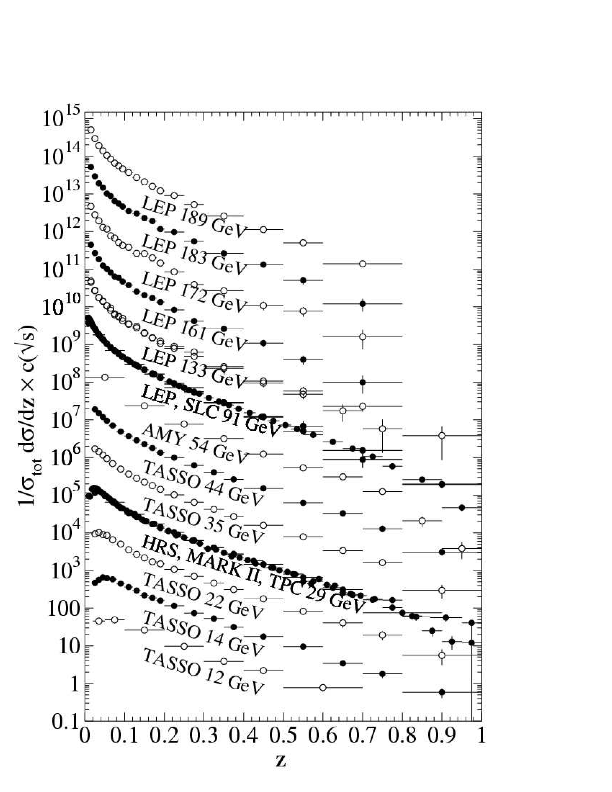 1/σtot dσ/dz × c(√s)
10^15
10^14
10^13
10^12
10^11
10^10
10^9
10^8
10^7
10^6
10^5
10^4
10^3
100
10
1
0.1
LEP 189 GeV
LEP 183 GeV
LEP 172 GeV
LEP 161 GeV
LEP 133 GeV
LEP, SLC 91 GeV
AMY 54 GeV
TASSO 44 GeV
TASSO 35 GeV
HRS, MARK II, TPC 29 GeV
TASSO 22 GeV
TASSO 14 GeV
TASSO 12 GeV
0 0.1 0.2 0.3 0.4 0.5 0.6 0.7 0.8 0.9 1
z